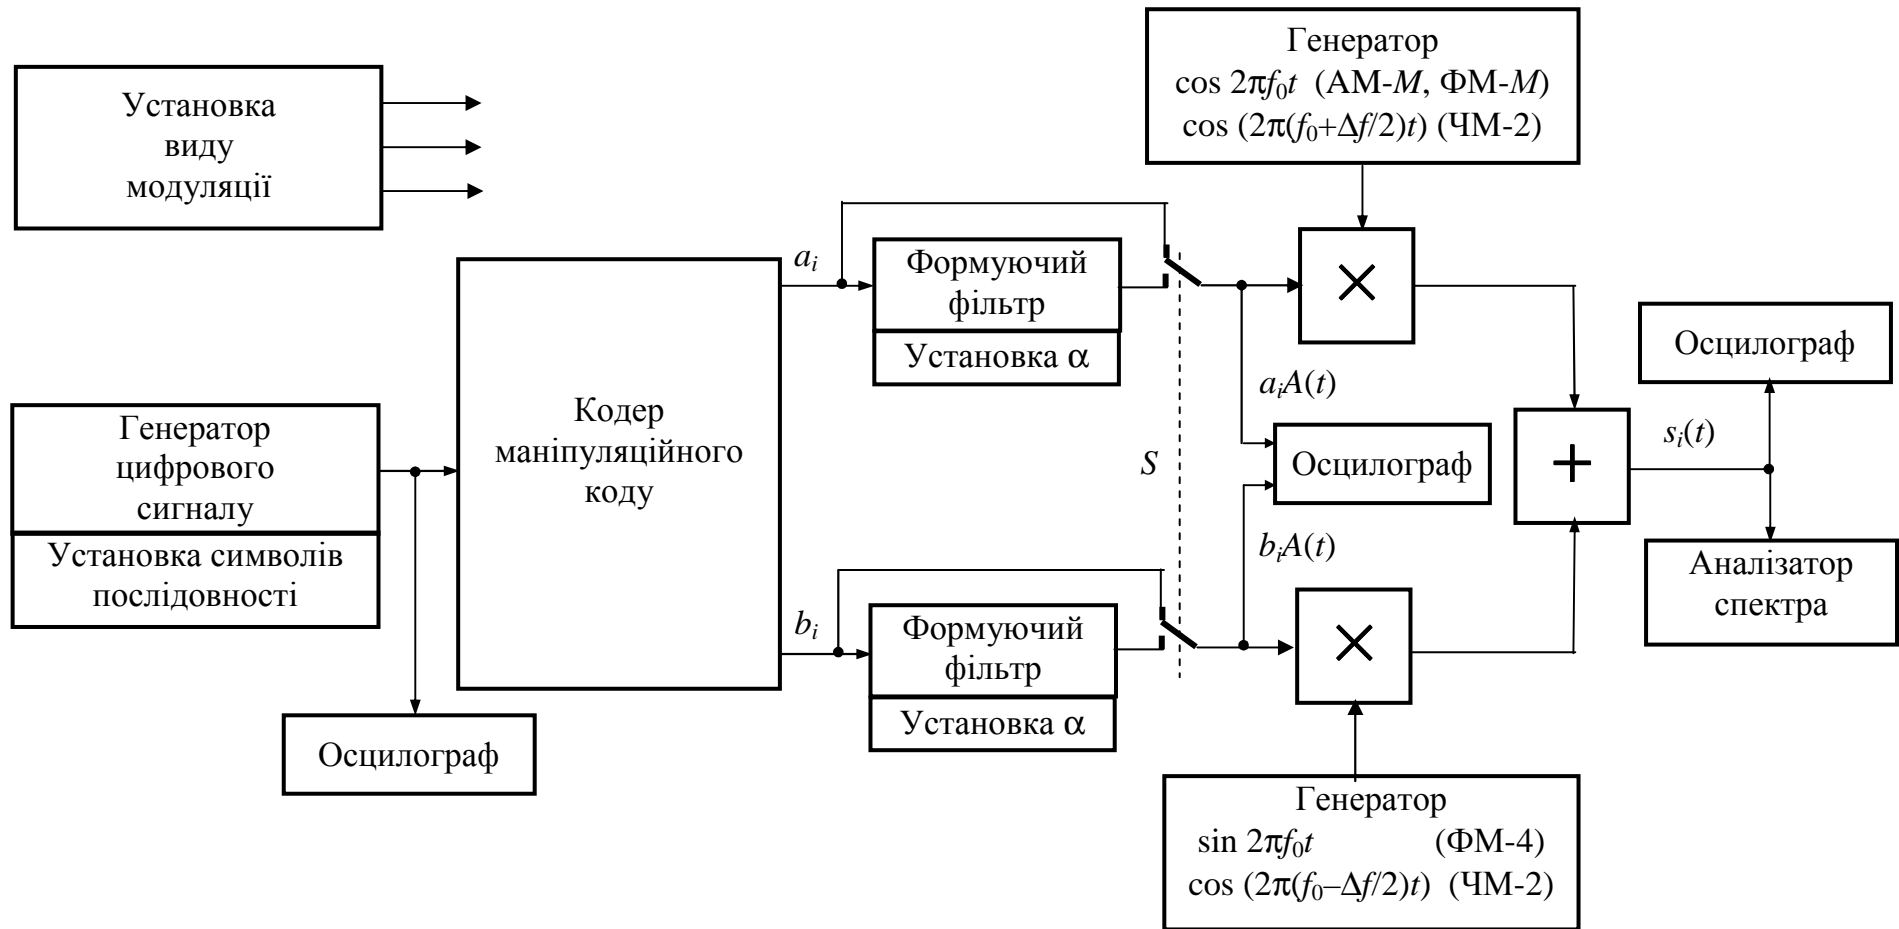 Генератор
cos 2πf₀t (АМ-М, ФМ-М)
cos (2π(f₀+Δf/2)t) (ЧМ-2)
Установка
виду
модуляції
aᵢ
Формуючий
фільтр
Установка α
×
Осцилограф
aᵢA(t)
Генератор
цифрового
сигналу
Установка символів
послідовності
Кодер
маніпуляційного
коду
S
Осцилограф
+
sᵢ(t)
bᵢA(t)
Аналізатор
спектра
bᵢ
Формуючий
фільтр
Установка α
×
Осцилограф
Генератор
sin 2πf₀t (ФМ-4)
cos (2π(f₀–Δf/2)t) (ЧМ-2)